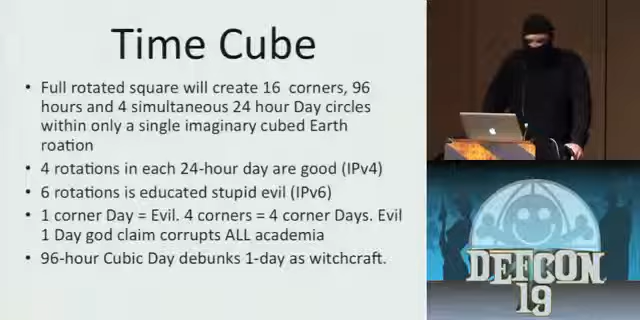 Time Cube
• Full rotated square will create 16 corners, 96
hours and 4 simultaneous 24 hour Day circles
within only a single imaginary cubed Earth
roation
• 4 rotations in each 24-hour day are good (IPv4)
• 6 rotations is educated stupid evil (IPv6)
• 1 corner Day = Evil. 4 corners = 4 corner Days. Evil
1 Day god claim corrupts ALL academia
• 96-hour Cubic Day debunks 1-day as witchcraft.
DEFCON
19